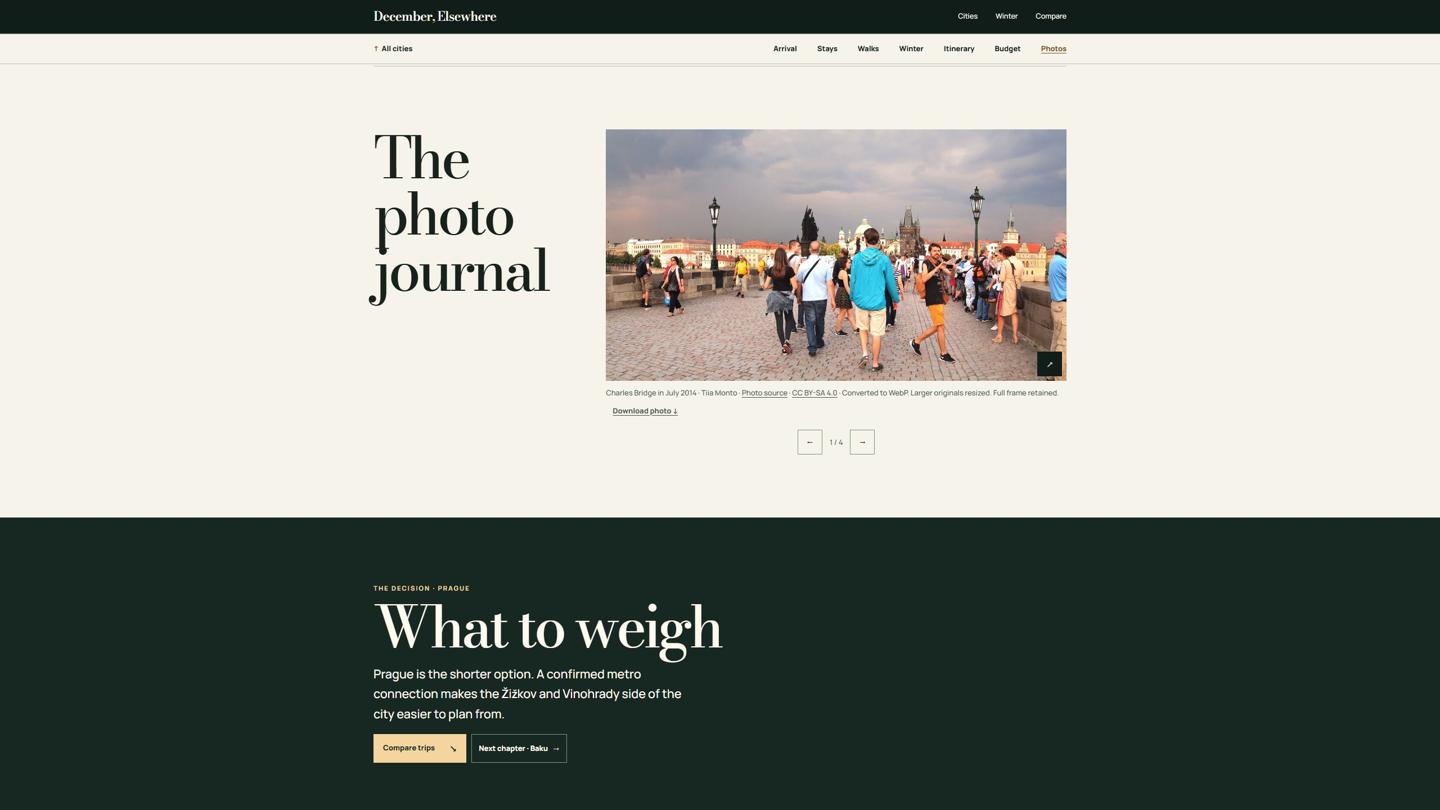 December, Elsewhere
Cities Winter Compare
↑ All cities
Arrival Stays Walks Winter Itinerary Budget Photos
The
photo
journal
↗
Charles Bridge in July 2014 · Tiia Monto · Photo source · CC BY-SA 4.0 · Converted to WebP. Larger originals resized. Full frame retained.
Download photo ↓
← 1 / 4 →
THE DECISION · PRAGUE
What to weigh
Prague is the shorter option. A confirmed metro
connection makes the Žižkov and Vinohrady side of the
city easier to plan from.
Compare trips ↘
Next chapter · Baku →